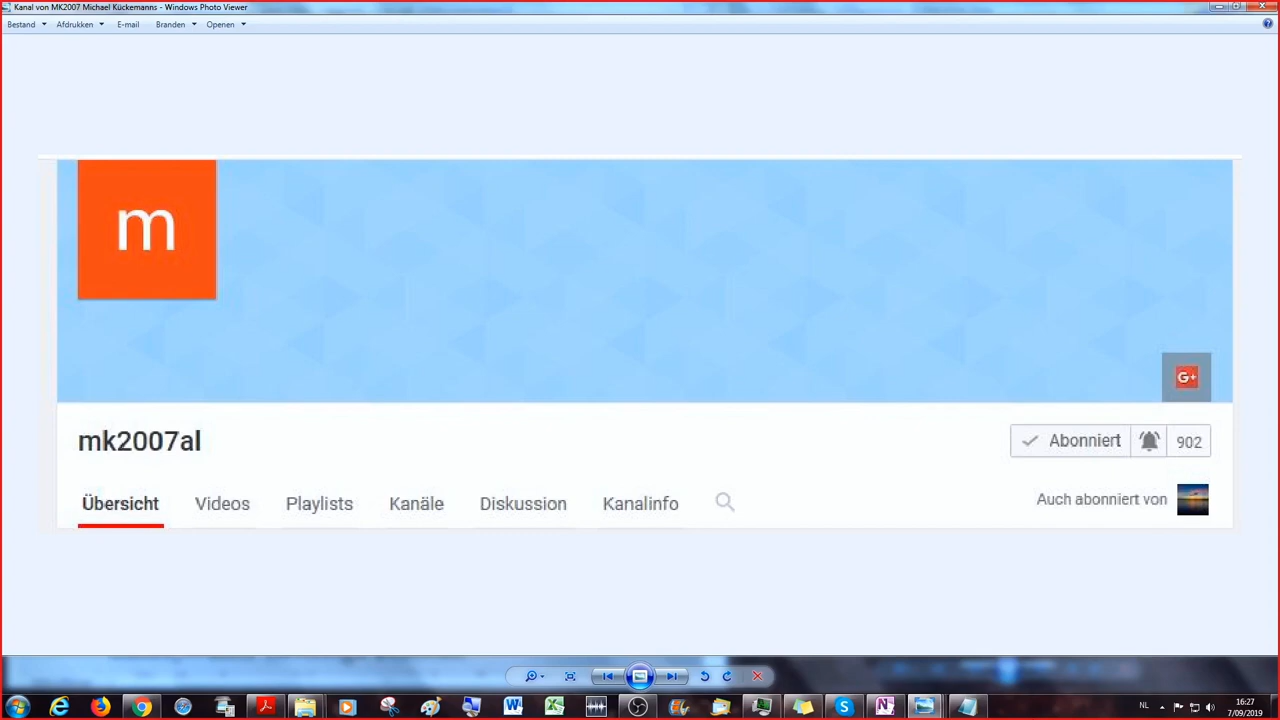 Kanal von MK2007 Michael Kückemanns - Windows Photo Viewer
Bestand Afdrukken E-mail Branden Openen
m
G+
mk2007al
Abonniert 902
Übersicht Videos Playlists Kanäle Diskussion Kanalinfo
Auch abonniert von
NL
16:27
7/09/2019